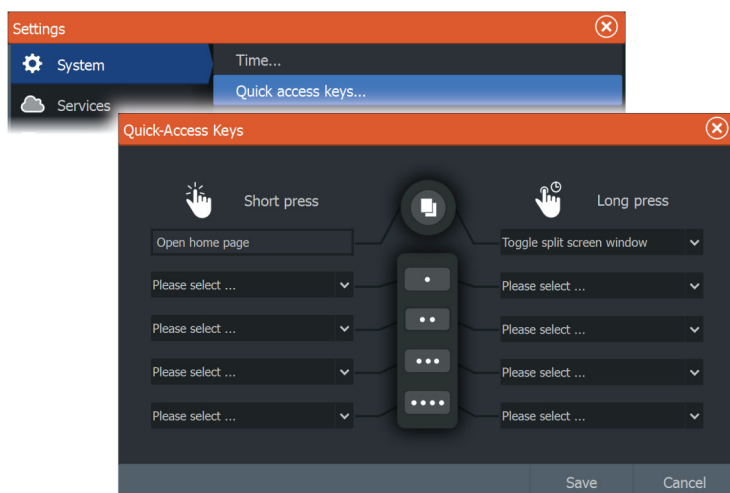 Settings
System
Time...
Quick access keys...
Services
Quick-Access Keys
Short press
Long press
Open home page
Toggle split screen window
Please select ...
Please select ...
Please select ...
Please select ...
Please select ...
Please select ...
Please select ...
Please select ...
Save
Cancel